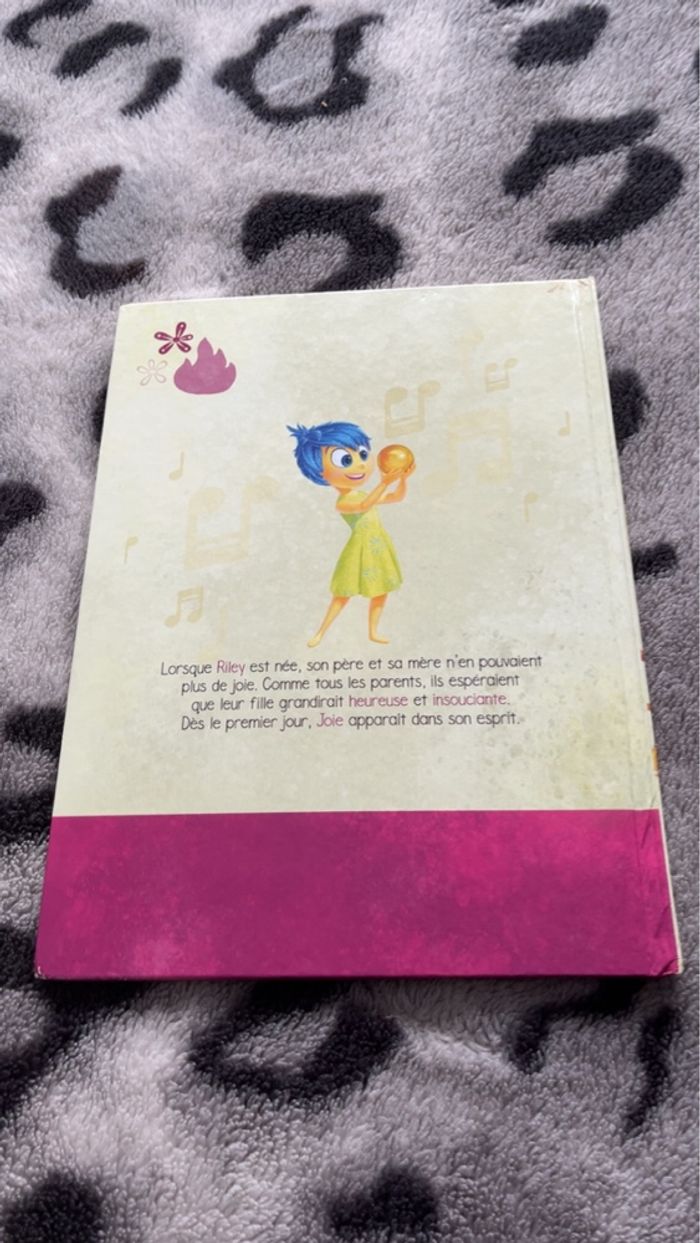 Lorsque Riley est née, son père et sa mère n'en pouvaient
plus de joie. Comme tous les parents, ils espéraient
que leur fille grandirait heureuse et insouciante.
Dès le premier jour, Joie apparaît dans son esprit.